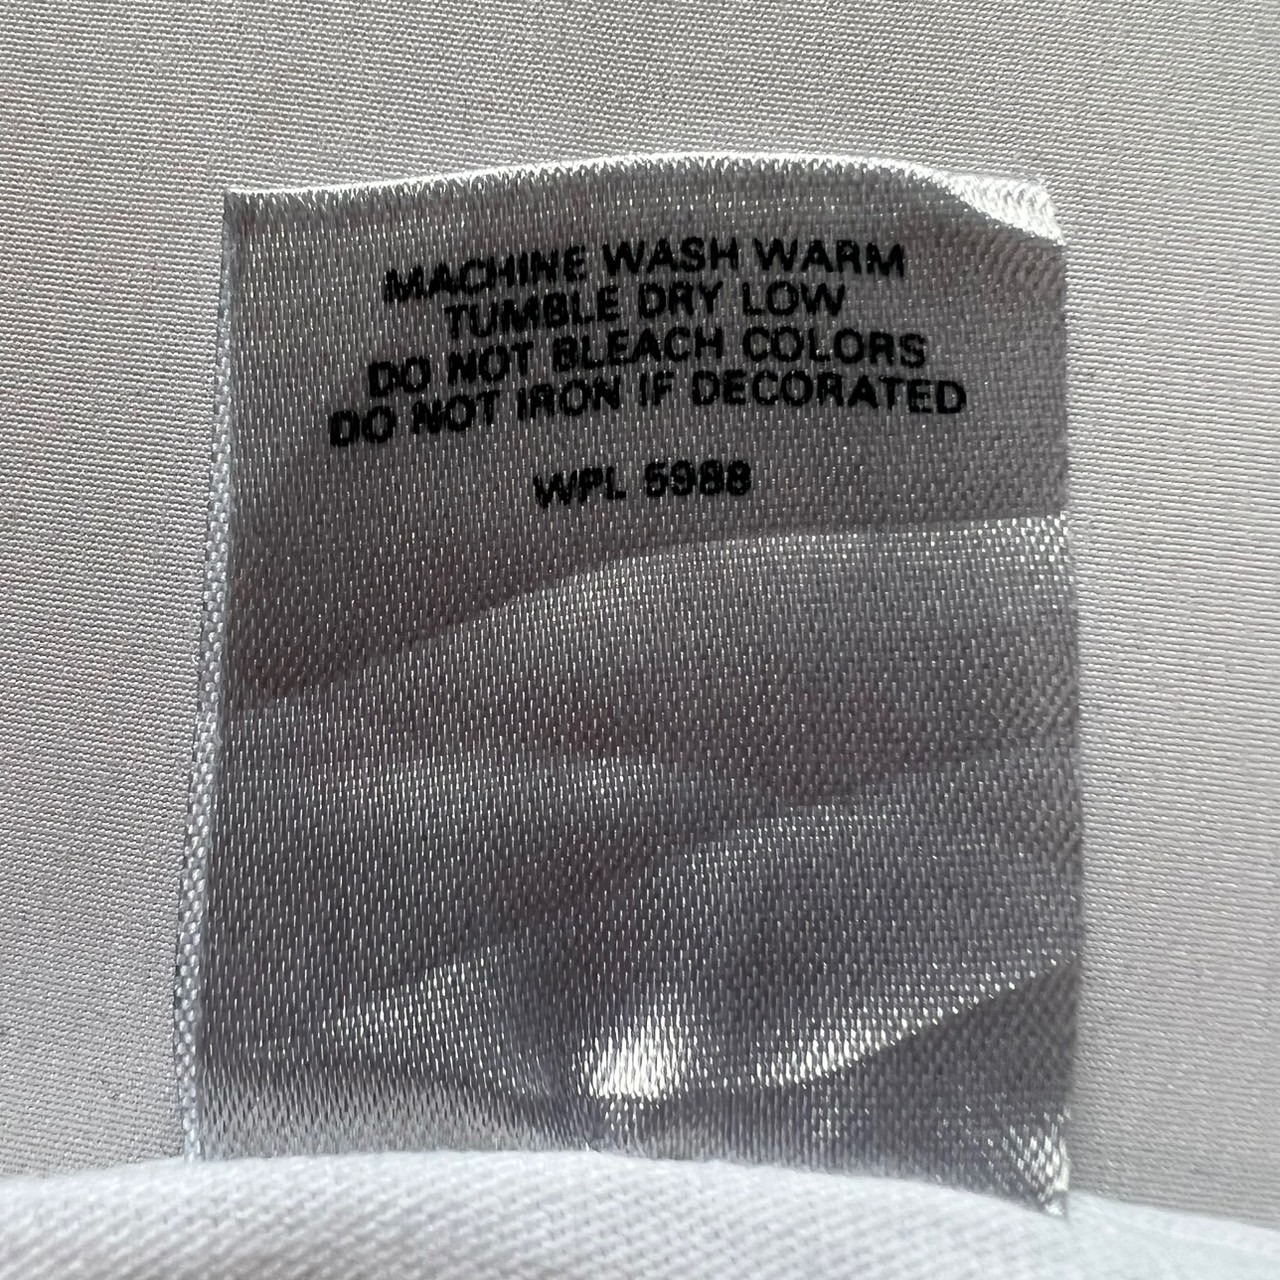 MACHINE WASH WARM
TUMBLE DRY LOW
DO NOT BLEACH COLORS
DO NOT IRON IF DECORATED
WPL 5988